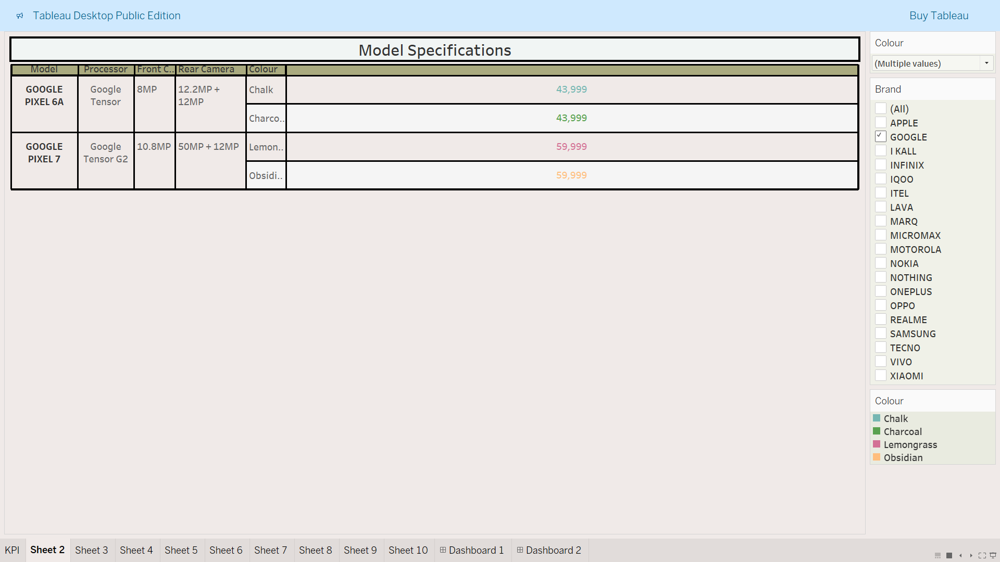 Tableau Desktop Public Edition
Buy Tableau
Model Specifications
Model Processor Front C.. Rear Camera Colour
GOOGLE PIXEL 6A Google Tensor 8MP 12.2MP + 12MP Chalk 43,999
Charco.. 43,999
GOOGLE PIXEL 7 Google Tensor G2 10.8MP 50MP + 12MP Lemon.. 59,999
Obsidi.. 59,999
Colour
(Multiple values)
Brand
(All)
APPLE
GOOGLE
I KALL
INFINIX
IQOO
ITEL
LAVA
MARQ
MICROMAX
MOTOROLA
NOKIA
NOTHING
ONEPLUS
OPPO
REALME
SAMSUNG
TECNO
VIVO
XIAOMI
Colour
Chalk
Charcoal
Lemongrass
Obsidian
KPI Sheet 2 Sheet 3 Sheet 4 Sheet 5 Sheet 6 Sheet 7 Sheet 8 Sheet 9 Sheet 10 Dashboard 1 Dashboard 2